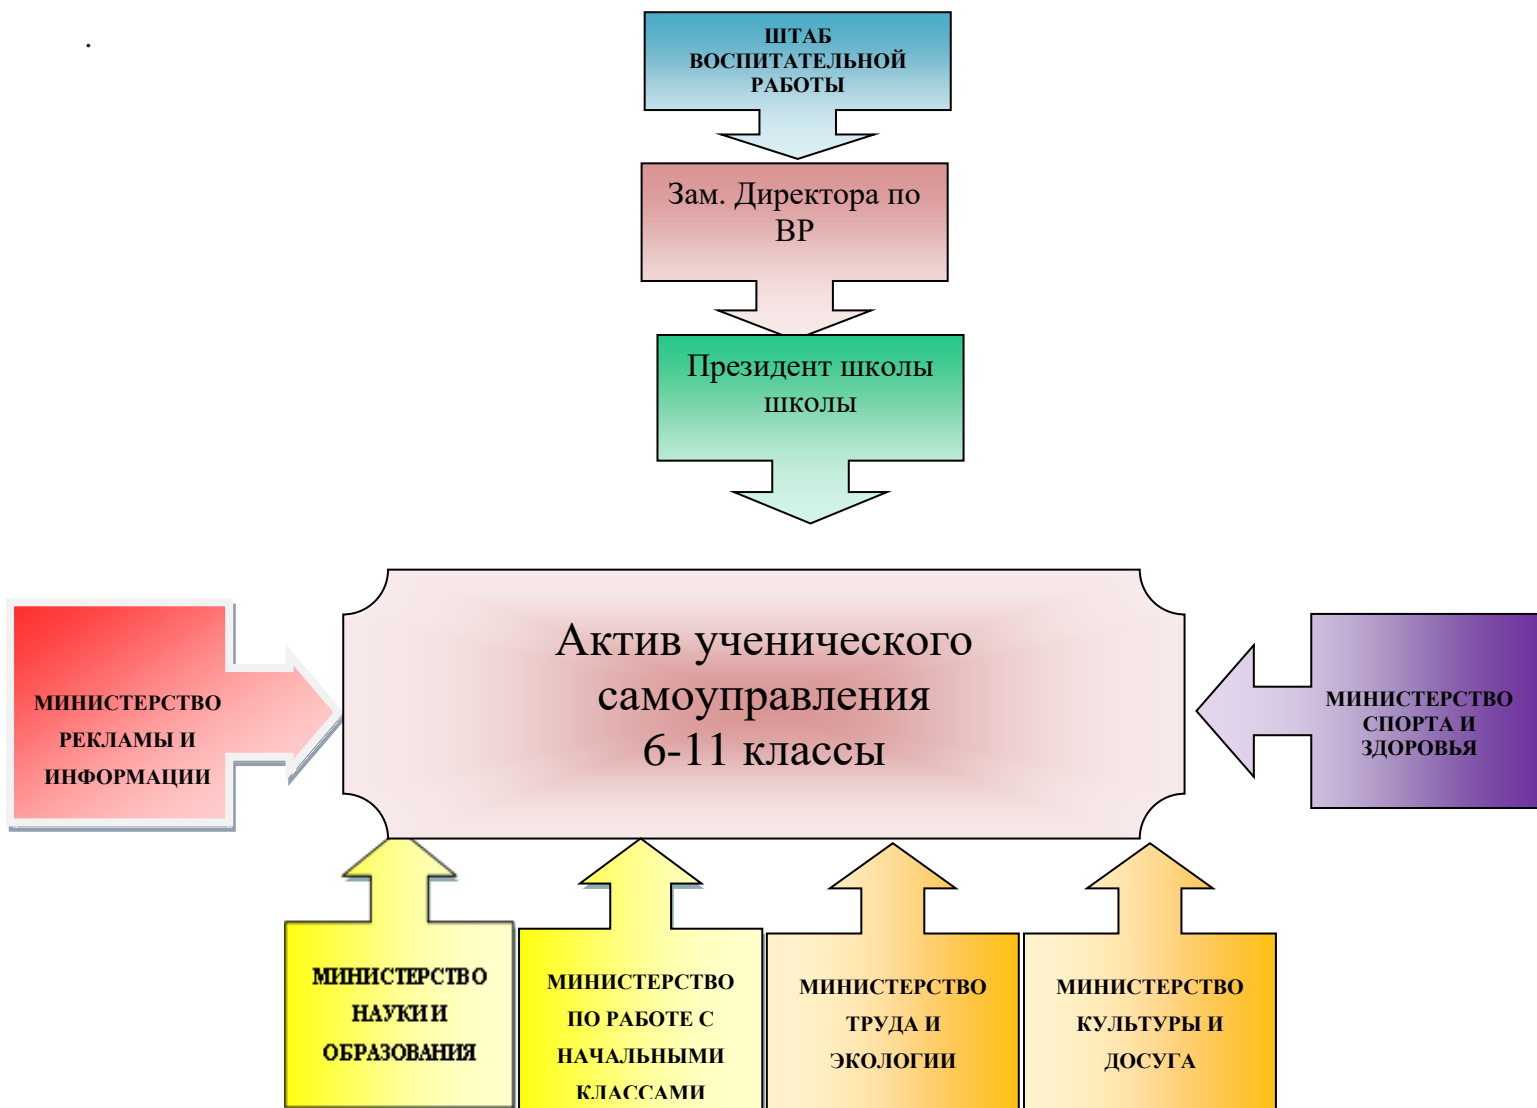 .
ШТАБ
ВОСПИТАТЕЛЬНОЙ
РАБОТЫ
Зам. Директора по
ВР
Президент школы
школы
Актив ученического
самоуправления
6-11 классы
МИНИСТЕРСТВО
РЕКЛАМЫ И
ИНФОРМАЦИИ
МИНИСТЕРСТВО
СПОРТА И
ЗДОРОВЬЯ
МИНИСТЕРСТВО
НАУКИ И
ОБРАЗОВАНИЯ
МИНИСТЕРСТВО
ПО РАБОТЕ С
НАЧАЛЬНЫМИ
КЛАССАМИ
МИНИСТЕРСТВО
ТРУДА И
ЭКОЛОГИИ
МИНИСТЕРСТВО
КУЛЬТУРЫ И
ДОСУГА